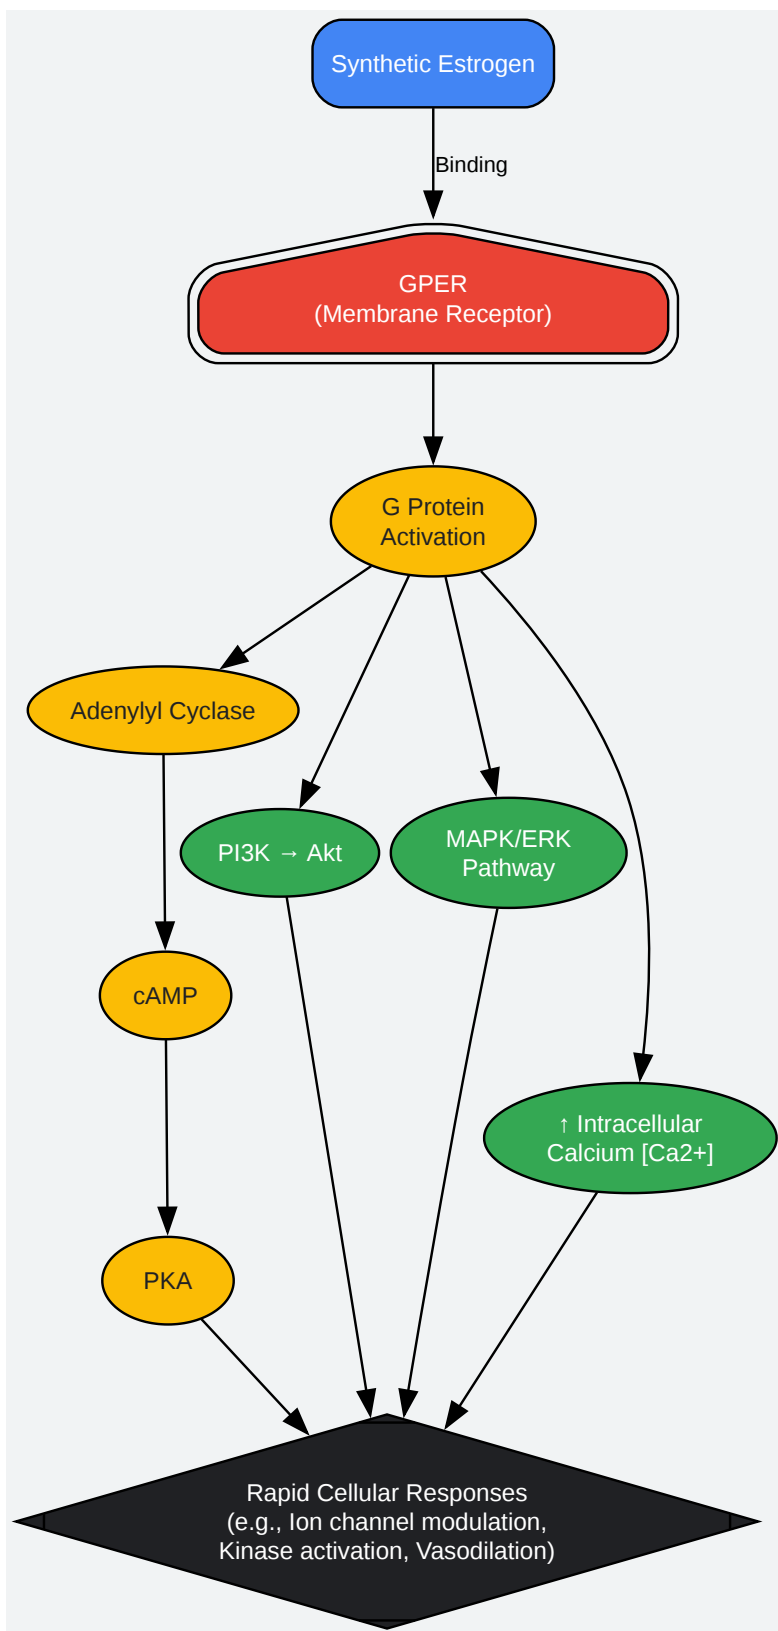 Synthetic Estrogen
Binding
GPER
(Membrane Receptor)
G Protein
Activation
Adenylyl Cyclase
PI3K → Akt
MAPK/ERK
Pathway
cAMP
↑ Intracellular
Calcium [Ca2+]
PKA
Rapid Cellular Responses
(e.g., Ion channel modulation,
Kinase activation, Vasodilation)